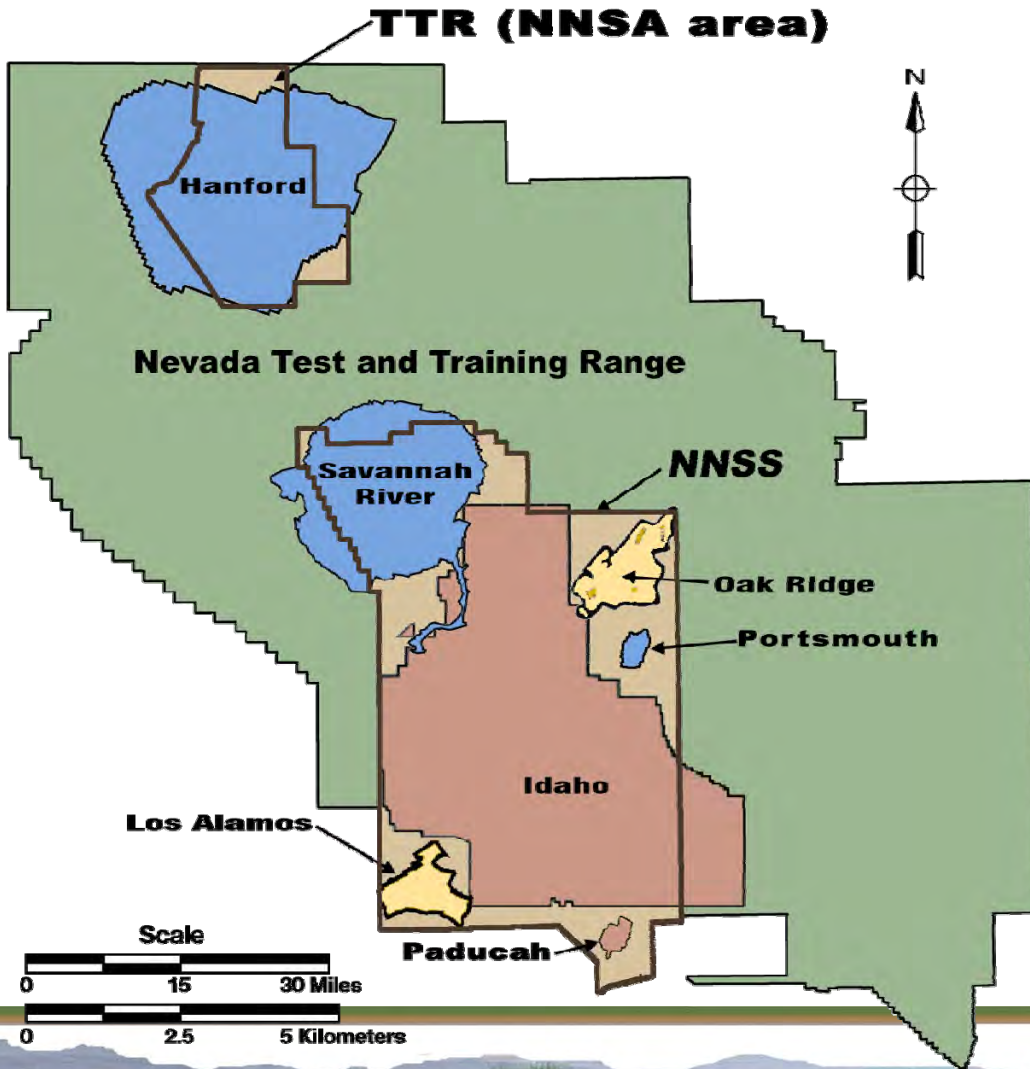 TTR (NNSA area)
N
Hanford
Nevada Test and Training Range
NNSS
Savannah
River
Oak Ridge
Portsmouth
Idaho
Los Alamos
Paducah
Scale
0 15 30 Miles
0 2.5 5 Kilometers